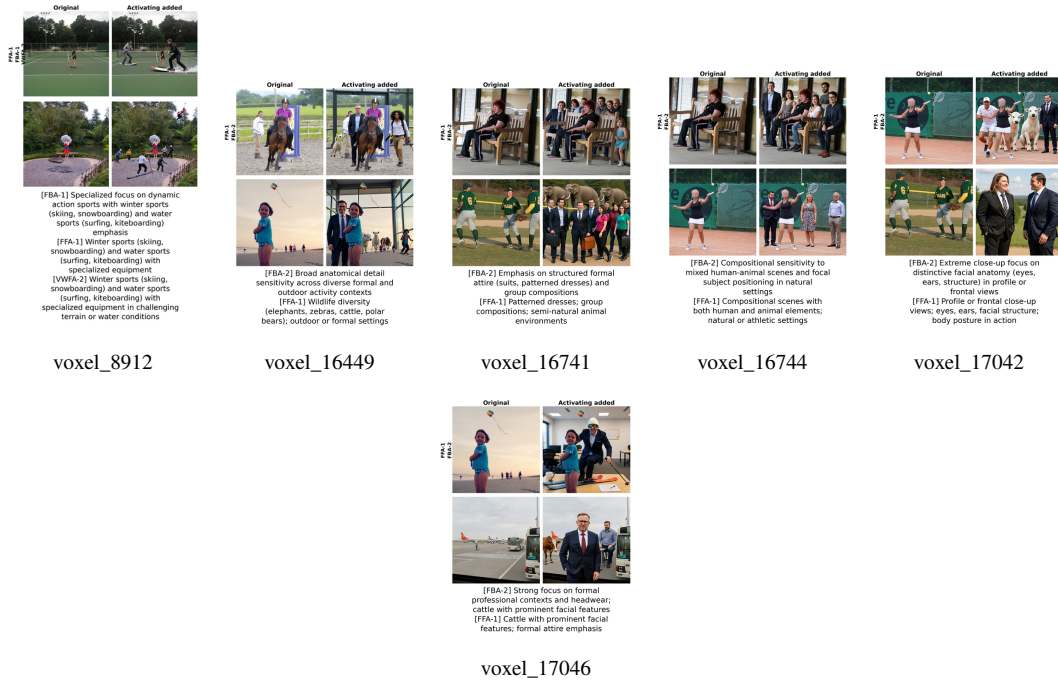 Original Activating added
FFA-1
FBA-1
VWFA-2
[FBA-1] Specialized focus on dynamic
action sports with winter sports
(skiing, snowboarding) and water
sports (surfing, kiteboarding)
emphasis
[FFA-1] Winter sports (skiing,
snowboarding) and water sports
(surfing, kiteboarding) with
specialized equipment
[VWFA-2] Winter sports (skiing,
snowboarding) and water sports
(surfing, kiteboarding) with
specialized equipment in challenging
terrain or water conditions
voxel_8912
Original Activating added
FFA-1
FBA-2
[FBA-2] Broad anatomical detail
sensitivity across diverse formal and
outdoor activity contexts
[FFA-1] Wildlife diversity
(elephants, zebras, cattle, polar
bears); outdoor or formal settings
voxel_16449
Original Activating added
FFA-1
FBA-2
[FBA-2] Emphasis on structured formal
attire (suits, patterned dresses) and
group compositions
[FFA-1] Patterned dresses; group
compositions; semi-natural animal
environments
voxel_16741
Original Activating added
FFA-1
FBA-2
[FBA-2] Compositional sensitivity to
mixed human-animal scenes and focal
subject positioning in natural
settings
[FFA-1] Compositional scenes with
both human and animal elements;
natural or athletic settings
voxel_16744
Original Activating added
FFA-1
FBA-2
[FBA-2] Extreme close-up focus on
distinctive facial anatomy (eyes,
ears, structure) in profile or
frontal views
[FFA-1] Profile or frontal close-up
views; eyes, ears, facial structure;
body posture in action
voxel_17042
Original Activating added
FFA-1
FBA-2
[FBA-2] Strong focus on formal
professional contexts and headwear;
cattle with prominent facial features
[FFA-1] Cattle with prominent facial
features; formal attire emphasis
voxel_17046